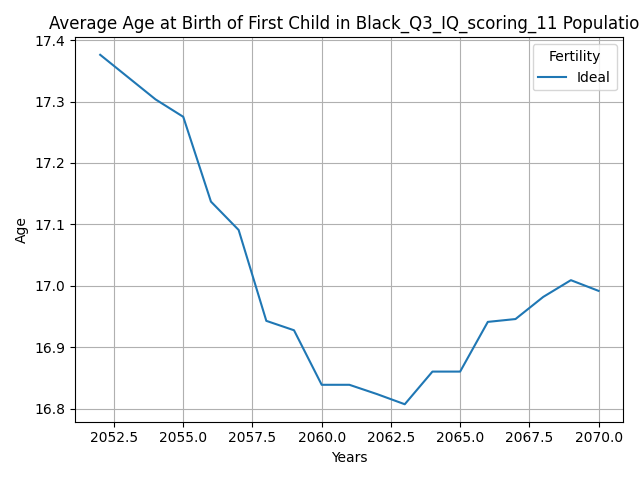 Average Age at Birth of First Child in Black_Q3_IQ_scoring_11 Populatio
17.4
17.3
17.2
17.1
17.0
16.9
16.8
Age
Fertility
Ideal
2052.5 2055.0 2057.5 2060.0 2062.5 2065.0 2067.5 2070.0
Years